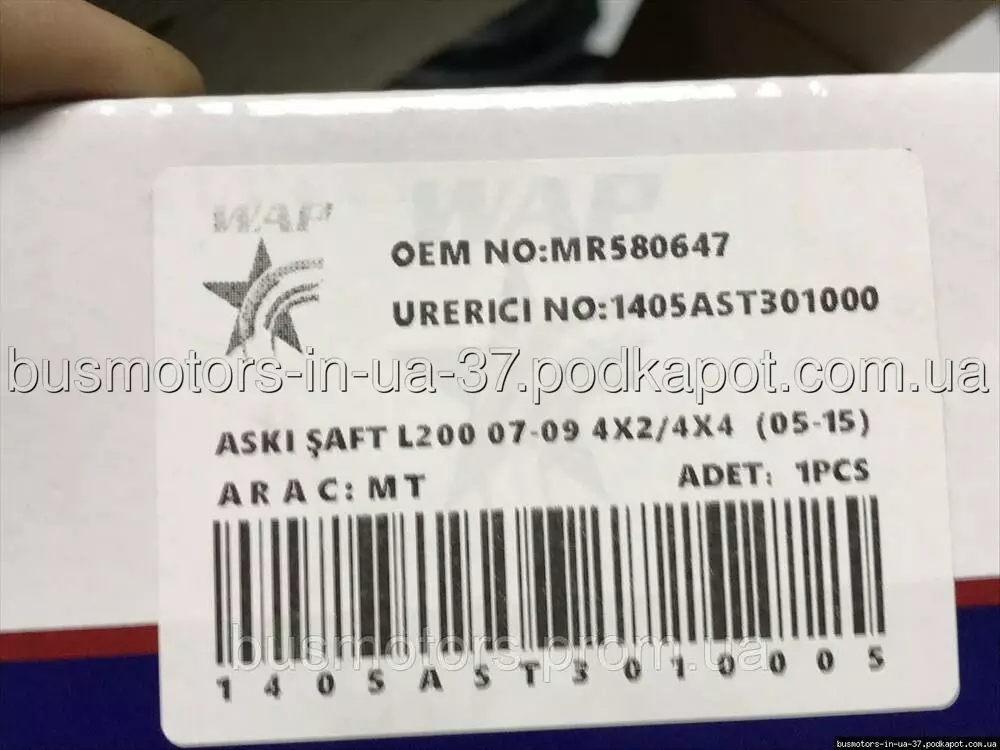 WAP
OEM NO:MR580647
URERICI NO:1405AST301000
busmotors-in-ua-37.podkapot.com.ua
ASKI ŞAFT L200 07-09 4X2/4X4 (05-15)
ARAC:MT
ADET: 1PCS
busmotors.prom.ua
1405AST3010005
busmotors-in-ua-37.podkapot.com.ua